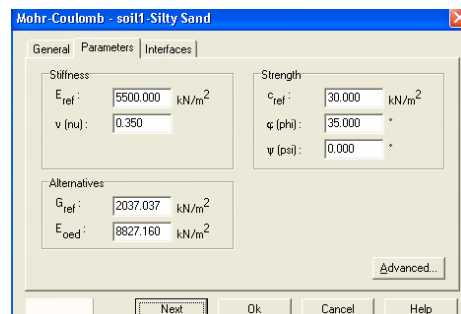 Mohr-Coulomb - soil1-Silty Sand
General Parameters Interfaces
Stiffness
E ref : 5500.000 kN/m²
ν (nu) : 0.350
Strength
c ref : 30.000 kN/m²
φ (phi) : 35.000 °
ψ (psi) : 0.000 °
Alternatives
G ref : 2037.037 kN/m²
E oed : 8827.160 kN/m²
Advanced...
Next Ok Cancel Help